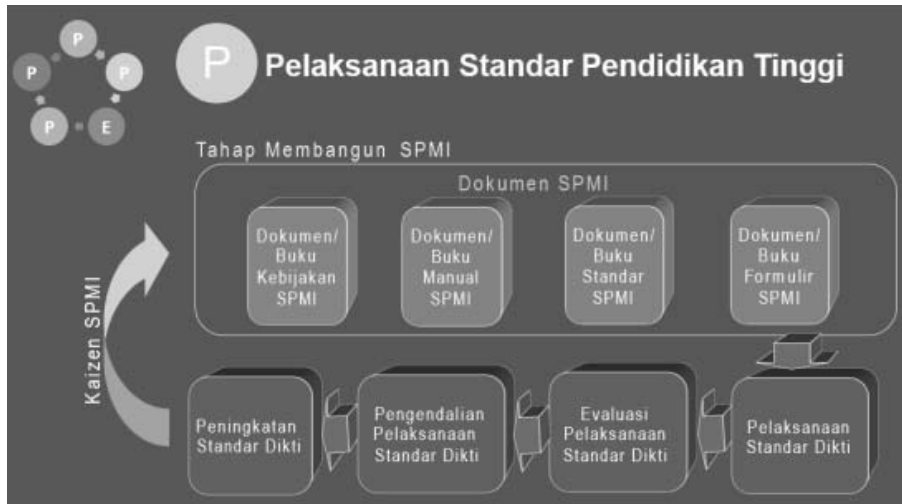 P
P
P
P
E
P
Pelaksanaan Standar Pendidikan Tinggi
Tahap Membangun SPMI
Dokumen SPMI
Dokumen/
Buku
Kebijakan
SPMI
Dokumen/
Buku
Manual
SPMI
Dokumen/
Buku
Standar
SPMI
Dokumen/
Buku
Formulir
SPMI
Kaizen SPMI
Peningkatan
Standar Dikti
Pengendalian
Pelaksanaan
Standar Dikti
Evaluasi
Pelaksanaan
Standar Dikti
Pelaksanaan
Standar Dikti